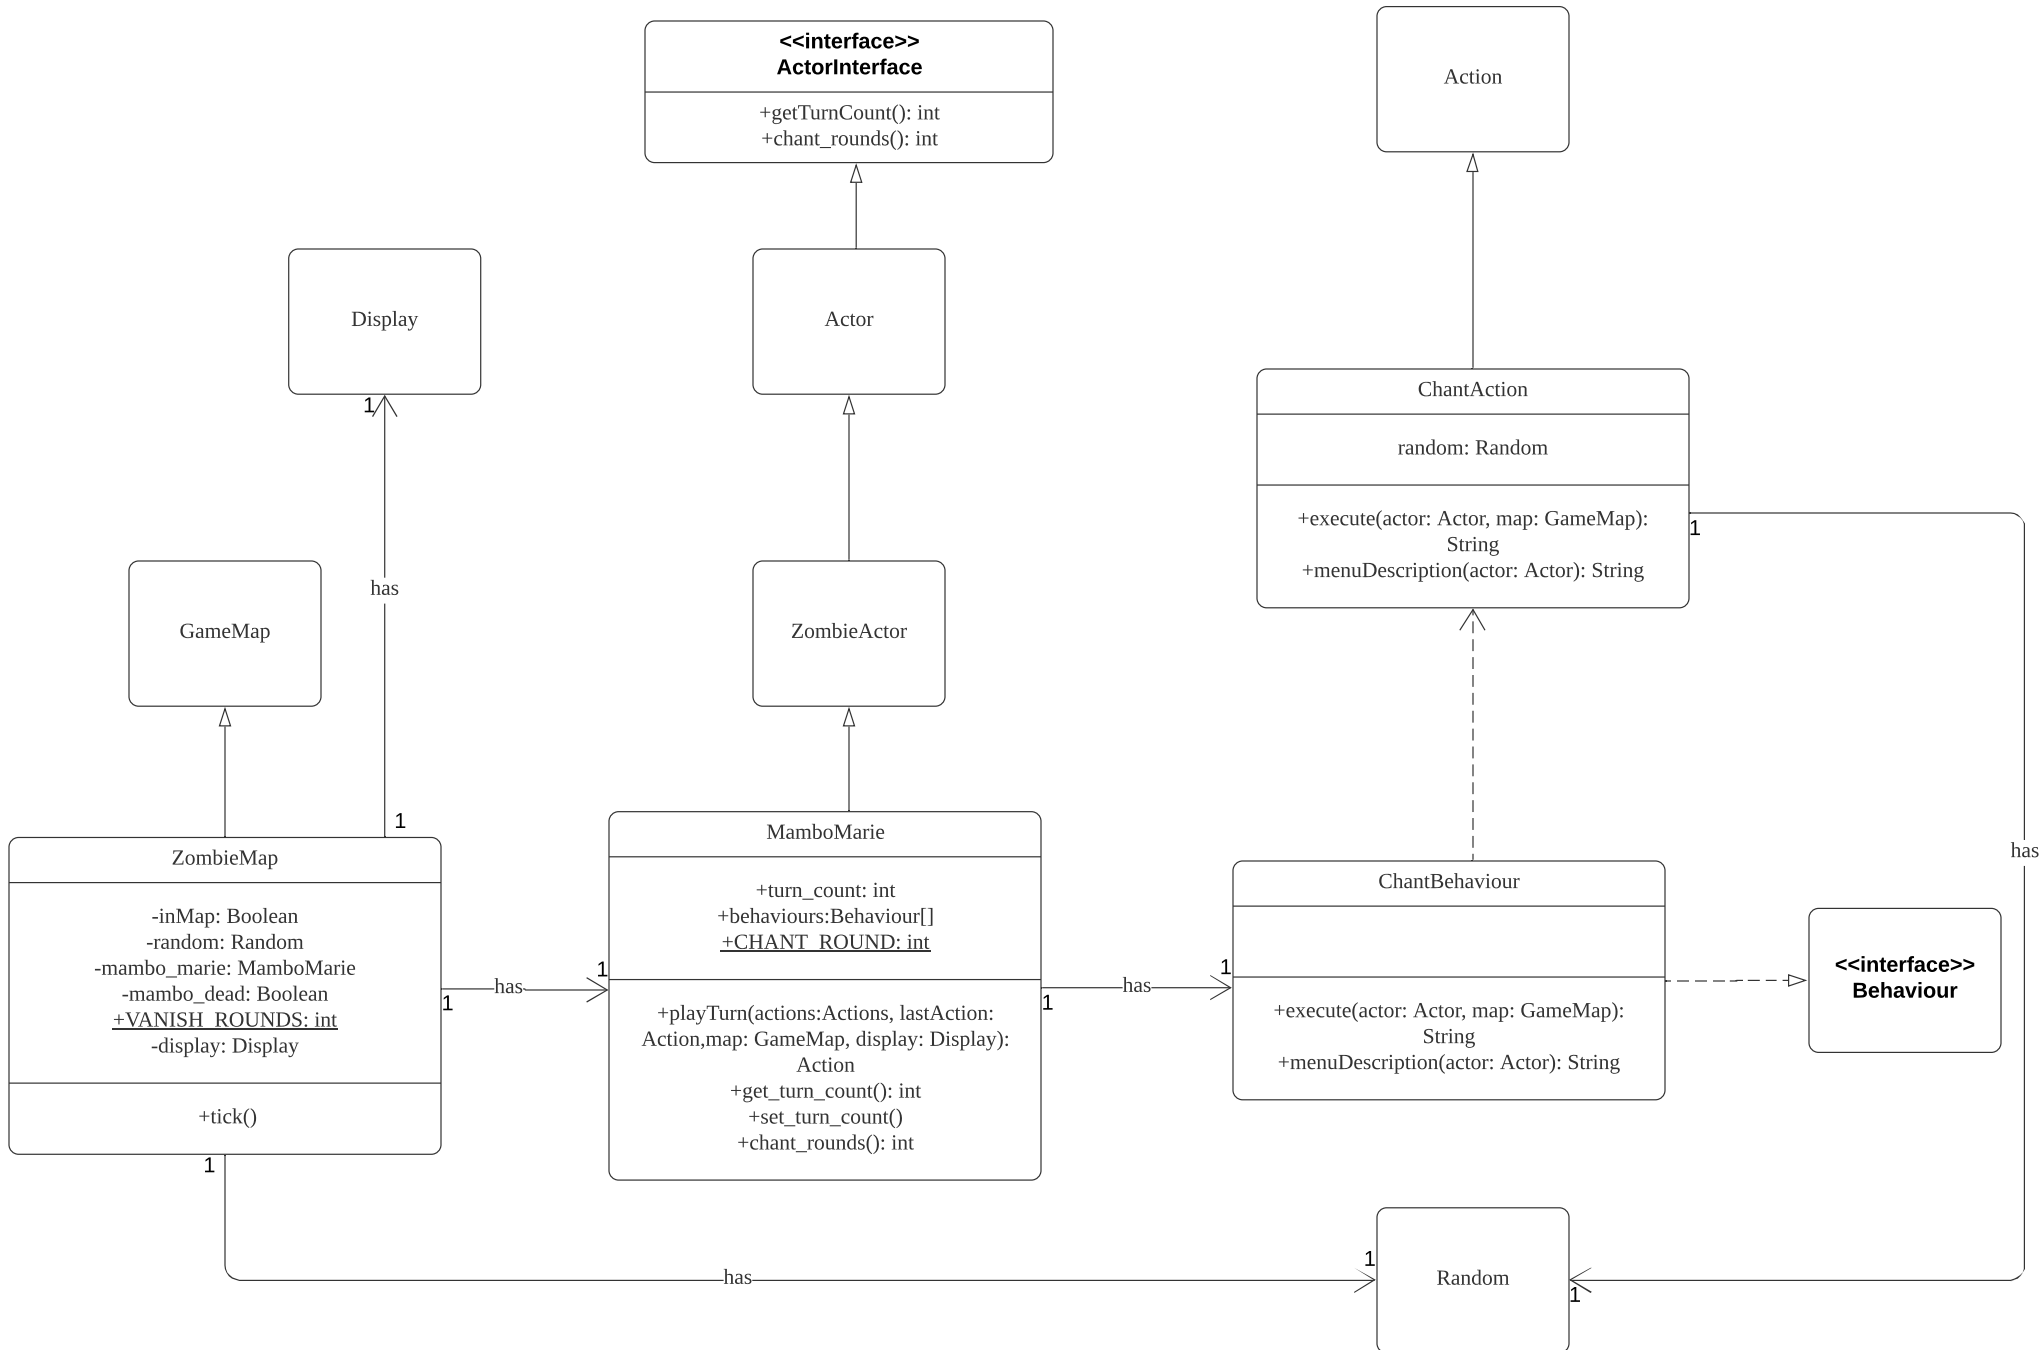 <<interface>>
ActorInterface
+getTurnCount(): int
+chant_rounds(): int
Action
Display
Actor
1
ChantAction
random: Random
+execute(actor: Actor, map: GameMap):
String
+menuDescription(actor: Actor): String
1
has
GameMap
ZombieActor
1
has
ZombieMap
-inMap: Boolean
-random: Random
-mambo_marie: MamboMarie
-mambo_dead: Boolean
+VANISH_ROUNDS: int
-display: Display
+tick()
1
has
1
MamboMarie
+turn_count: int
+behaviours:Behaviour[]
+CHANT_ROUND: int
+playTurn(actions:Actions, lastAction:
Action,map: GameMap, display: Display):
Action
+get_turn_count(): int
+set_turn_count()
+chant_rounds(): int
1
has
1
ChantBehaviour
+execute(actor: Actor, map: GameMap):
String
+menuDescription(actor: Actor): String
<<interface>>
Behaviour
1
has
1
Random
1